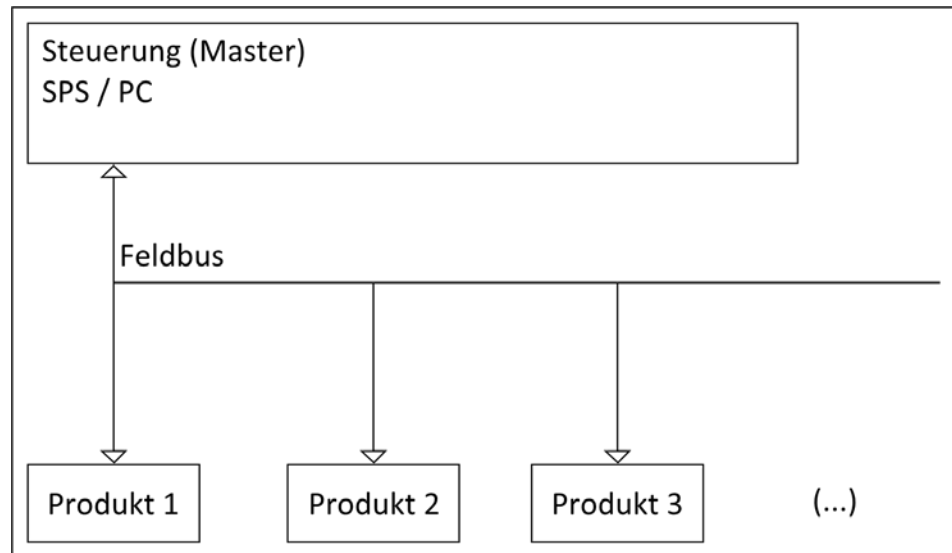 Steuerung (Master)
SPS / PC
Feldbus
Produkt 1
Produkt 2
Produkt 3
(...)